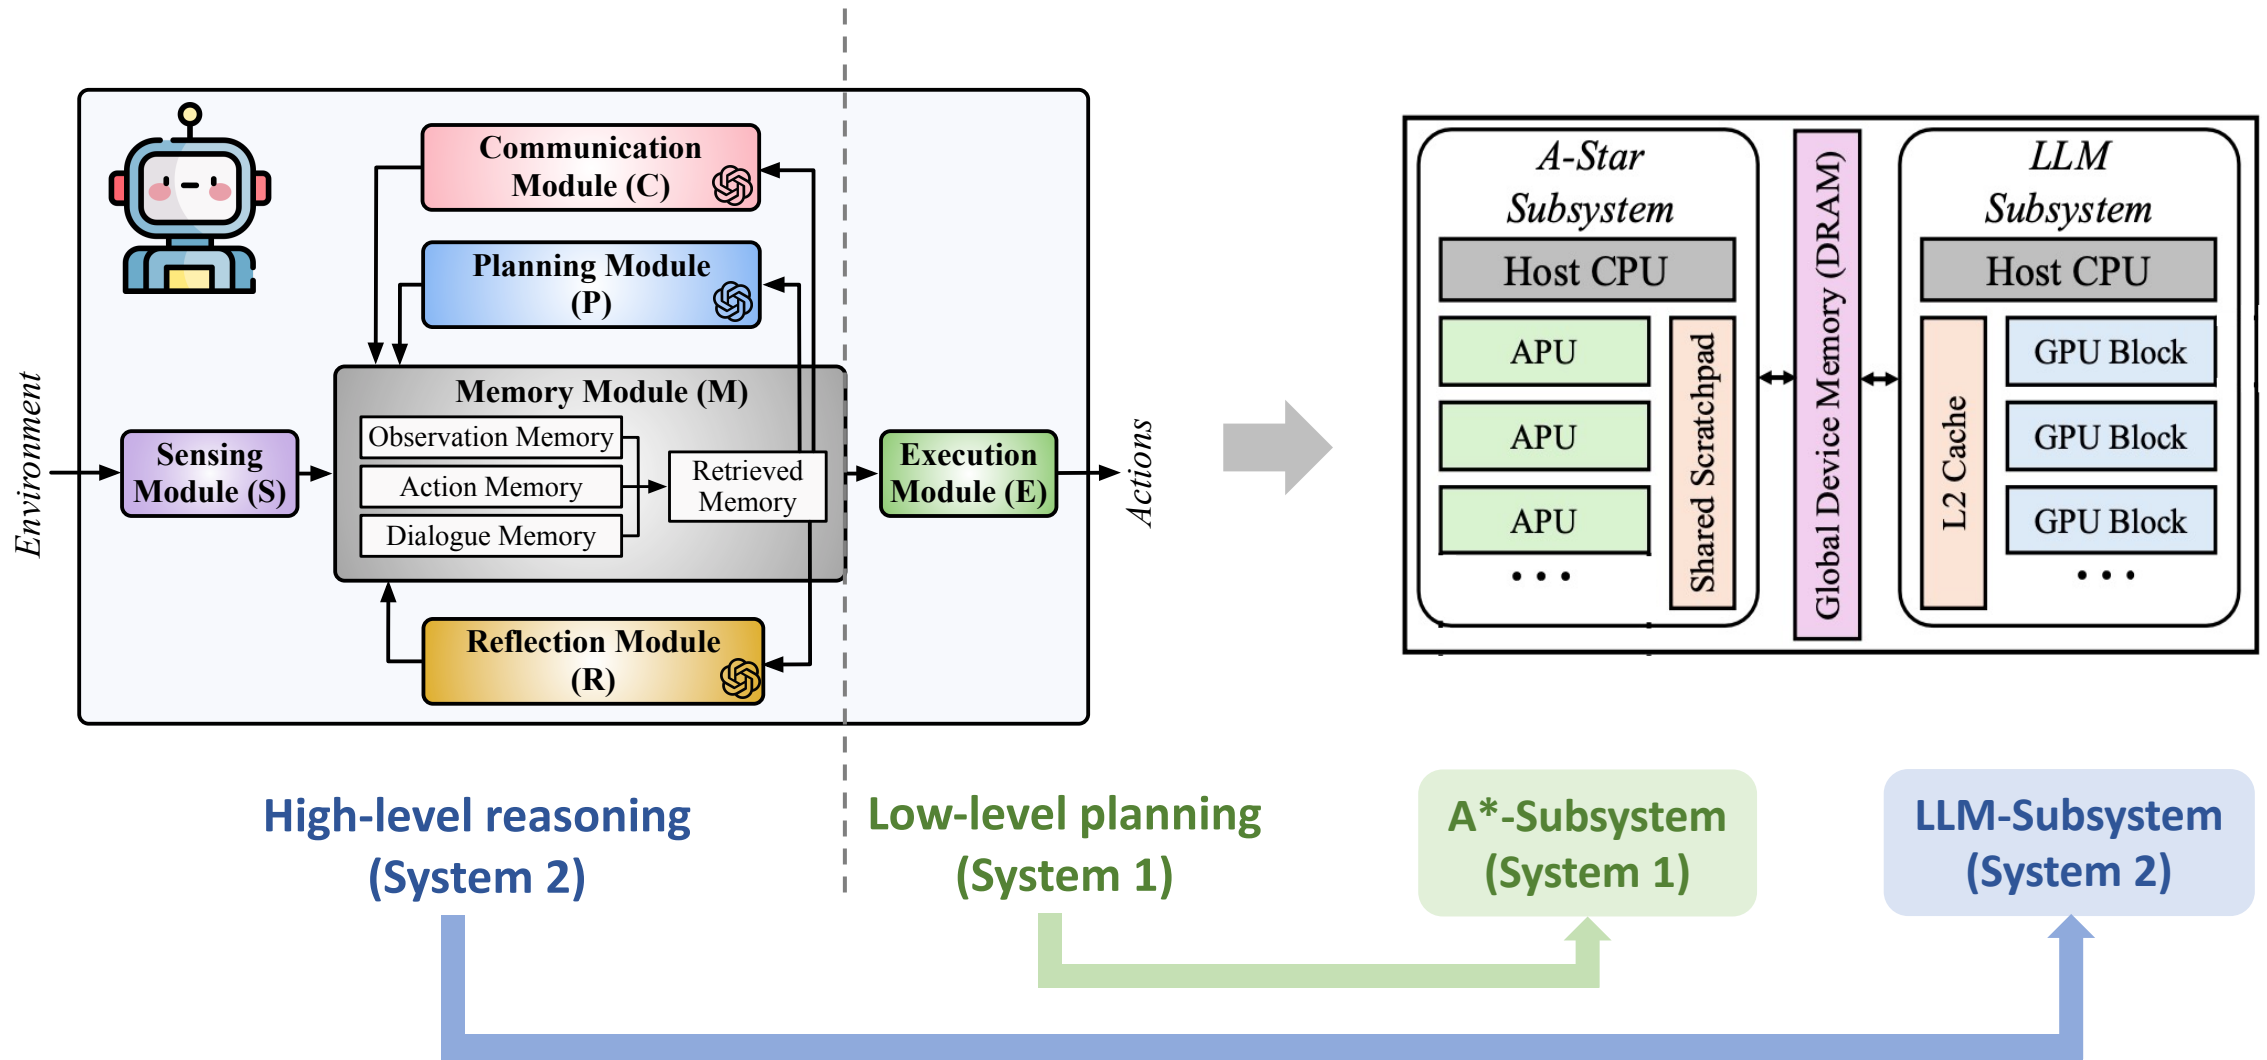 Environment
Sensing
Module (S)
Communication
Module (C)
Planning Module
(P)
Memory Module (M)
Observation Memory
Action Memory
Dialogue Memory
Retrieved
Memory
Reflection Module
(R)
Execution
Module (E)
Actions
High-level reasoning
(System 2)
Low-level planning
(System 1)
A-Star
Subsystem
Host CPU
APU
APU
APU
• • •
Shared Scratchpad
Global Device Memory (DRAM)
LLM
Subsystem
Host CPU
L2 Cache
GPU Block
GPU Block
GPU Block
• • •
A*-Subsystem
(System 1)
LLM-Subsystem
(System 2)